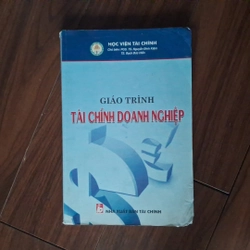 HỌC VIỆN TÀI CHÍNH
GIÁO TRÌNH
TÀI CHÍNH DOANH NGHIỆP
NHÀ XUẤT BẢN TÀI CHÍNH